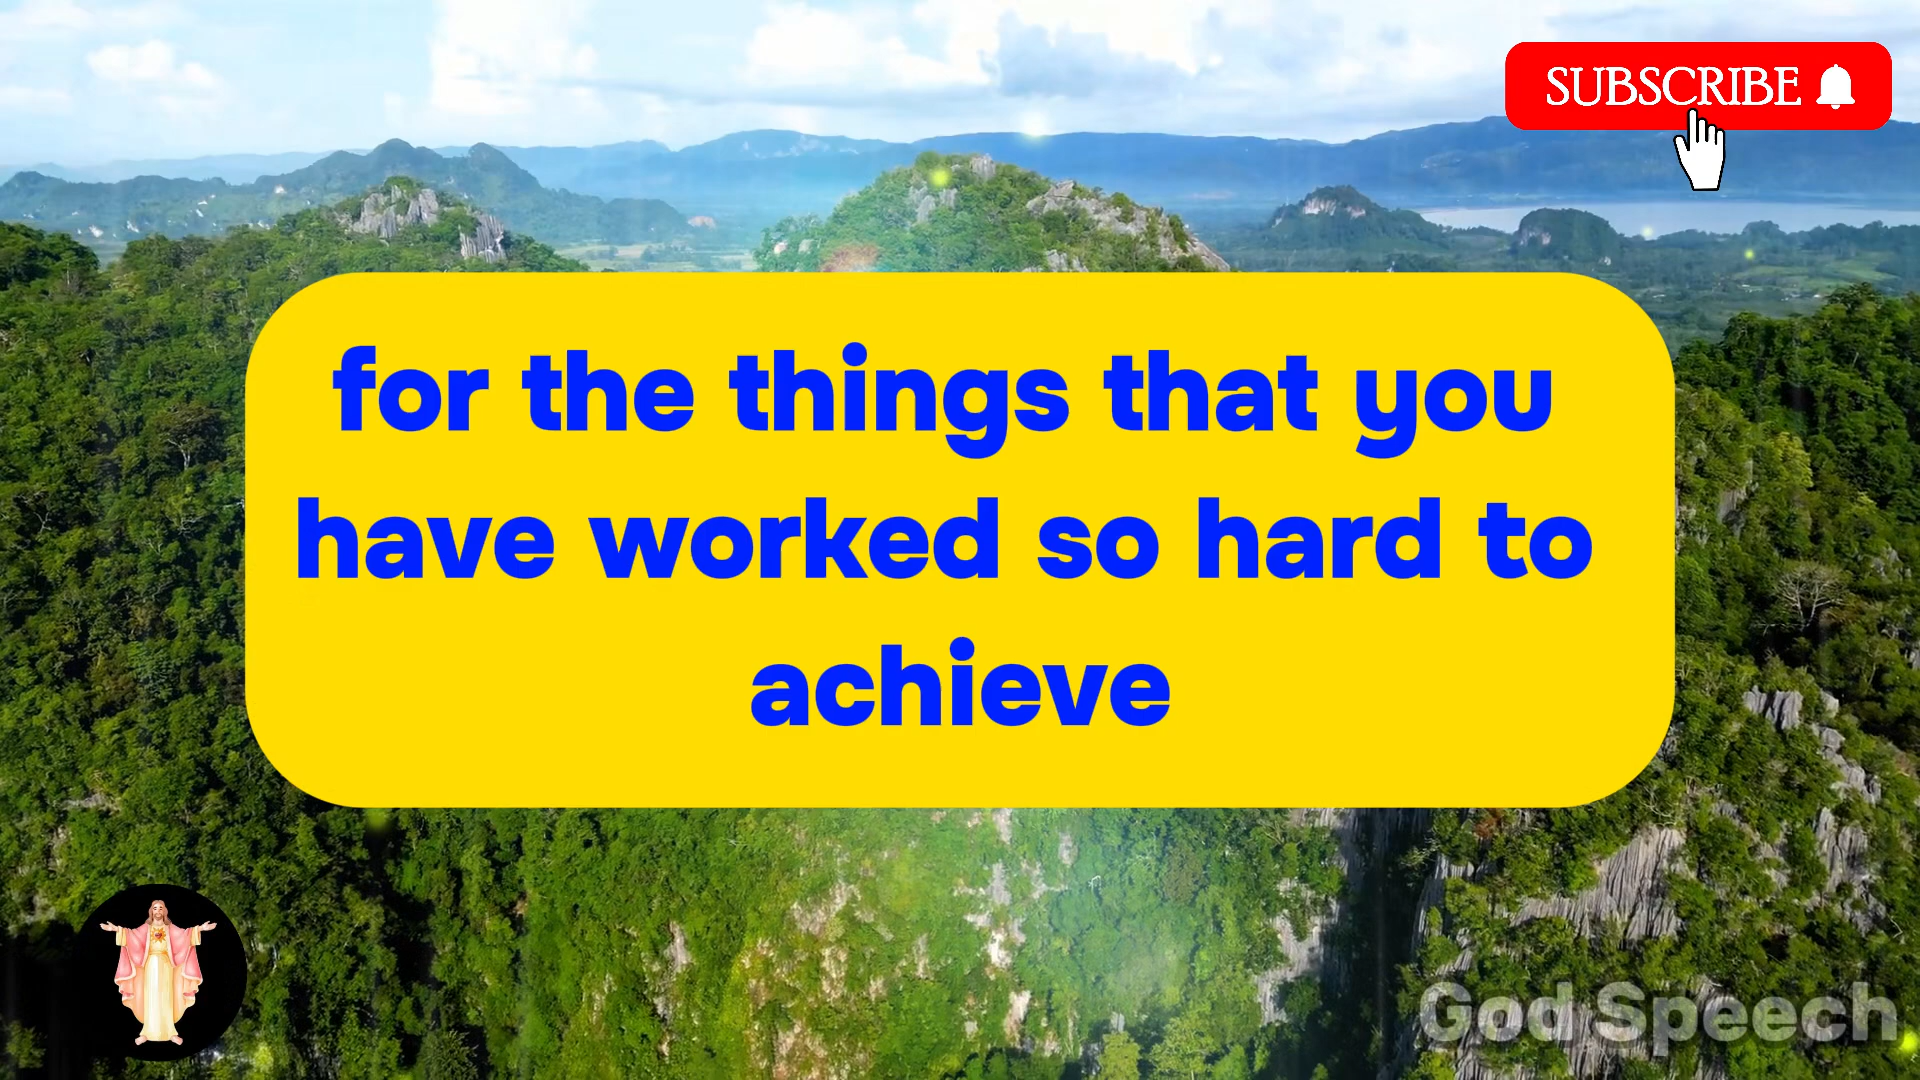 SUBSCRIBE
for the things that you
have worked so hard to
achieve
God Speech